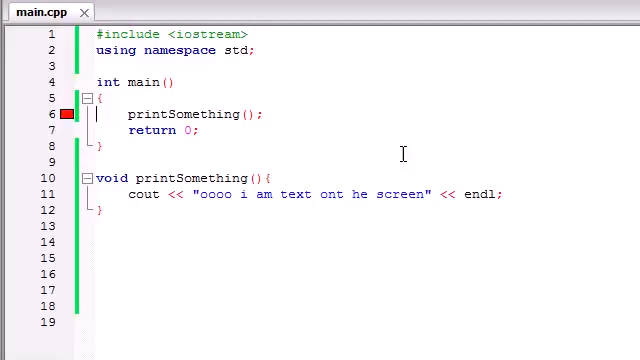 main.cpp
1 #include <iostream>
2 using namespace std;
3
4 int main()
5 {
6 printSomething();
7 return 0;
8 }
9
10 void printSomething(){
11 cout << "oooo i am text ont he screen" << endl;
12 }
13
14
15
16
17
18
19